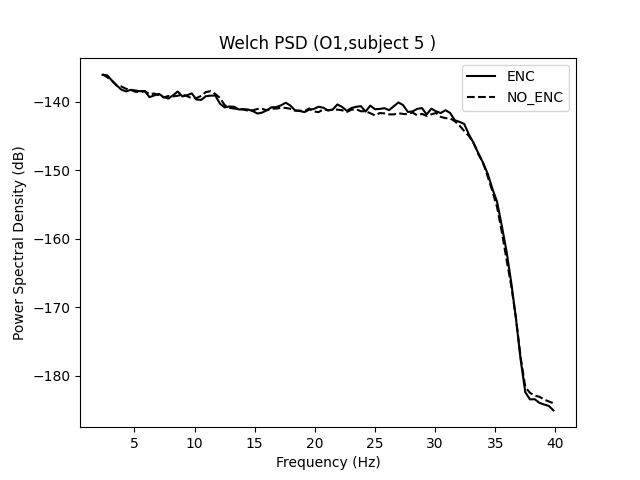 Welch PSD (O1,subject 5 )
ENC
NO_ENC
Power Spectral Density (dB)
−140
−150
−160
−170
−180
5 10 15 20 25 30 35 40
Frequency (Hz)